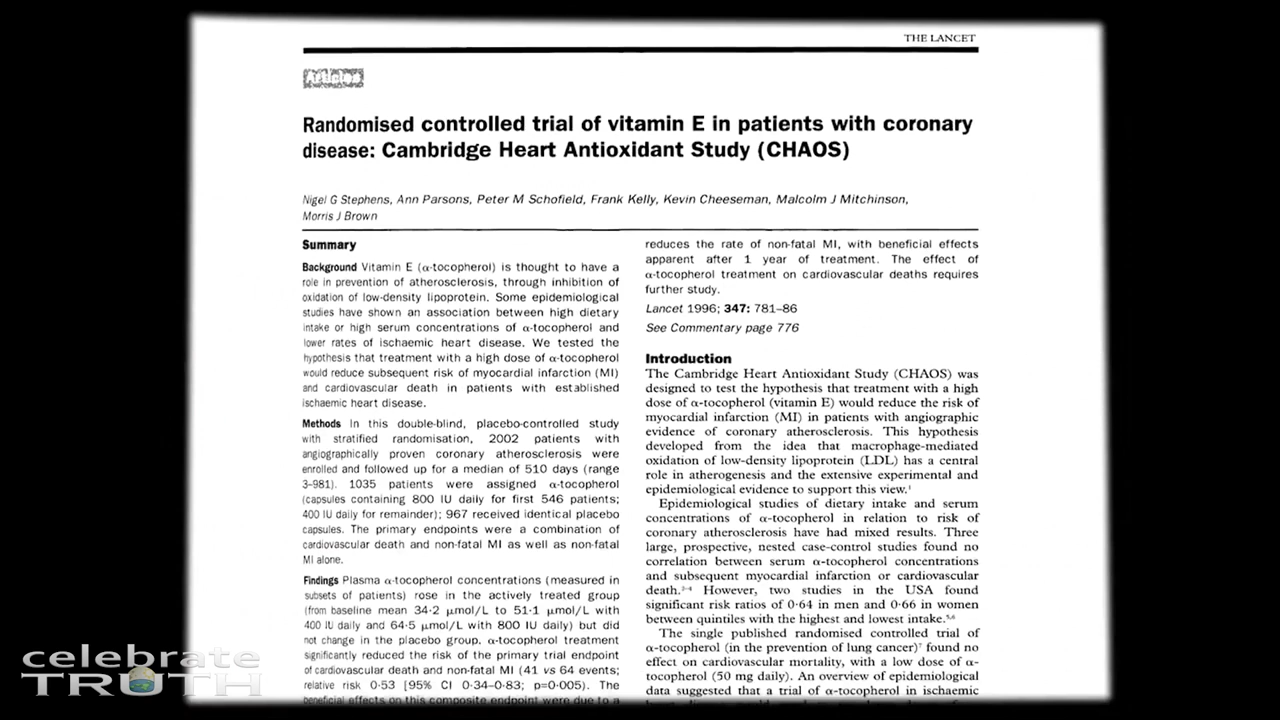 THE LANCET
Articles
Randomised controlled trial of vitamin E in patients with coronary
disease: Cambridge Heart Antioxidant Study (CHAOS)
Nigel G Stephens, Ann Parsons, Peter M Schofield, Frank Kelly, Kevin Cheeseman, Malcolm J Mitchinson,
Morris J Brown
Summary
Background Vitamin E (α-tocopherol) is thought to have a
role in prevention of atherosclerosis, through inhibition of
oxidation of low-density lipoprotein. Some epidemiological
studies have shown an association between high dietary
intake or high serum concentrations of α-tocopherol and
lower rates of ischaemic heart disease. We tested the
hypothesis that treatment with a high dose of α-tocopherol
would reduce subsequent risk of myocardial infarction (MI)
and cardiovascular death in patients with established
ischaemic heart disease.
Methods In this double-blind, placebo-controlled study
with stratified randomisation, 2002 patients with
angiographically proven coronary atherosclerosis were
enrolled and followed up for a median of 510 days (range
3–981). 1035 patients were assigned α-tocopherol
(capsules containing 800 IU daily for first 546 patients;
400 IU daily for remainder); 967 received identical placebo
capsules. The primary endpoints were a combination of
cardiovascular death and non-fatal MI as well as non-fatal
MI alone.
Findings Plasma α-tocopherol concentrations (measured in
subsets of patients) rose in the actively treated group
(from baseline mean 34·2 μmol/L to 51·1 μmol/L with
400 IU daily and 64·5 μmol/L with 800 IU daily) but did
not change in the placebo group. α-tocopherol treatment
significantly reduced the risk of the primary trial endpoint
of cardiovascular death and non-fatal MI (41 vs 64 events;
relative risk 0·53 [95% CI 0·34–0·83; p=0·005). The
beneficial effects on this composite endpoint were due to a
reduces the rate of non-fatal MI, with beneficial effects
apparent after 1 year of treatment. The effect of
α-tocopherol treatment on cardiovascular deaths requires
further study.
Lancet 1996; 347: 781–86
See Commentary page 776
Introduction
The Cambridge Heart Antioxidant Study (CHAOS) was
designed to test the hypothesis that treatment with a high
dose of α-tocopherol (vitamin E) would reduce the risk of
myocardial infarction (MI) in patients with angiographic
evidence of coronary atherosclerosis. This hypothesis
developed from the idea that macrophage-mediated
oxidation of low-density lipoprotein (LDL) has a central
role in atherogenesis and the extensive experimental and
epidemiological evidence to support this view.¹
Epidemiological studies of dietary intake and serum
concentrations of α-tocopherol in relation to risk of
coronary atherosclerosis have had mixed results. Three
large, prospective, nested case-control studies found no
correlation between serum α-tocopherol concentrations
and subsequent myocardial infarction or cardiovascular
death.²⁻⁴ However, two studies in the USA found
significant risk ratios of 0·64 in men and 0·66 in women
between quintiles with the highest and lowest intake.⁵,⁶
The single published randomised controlled trial of
α-tocopherol (in the prevention of lung cancer)⁷ found no
effect on cardiovascular mortality, with a low dose of α-
tocopherol (50 mg daily). An overview of epidemiological
data suggested that a trial of α-tocopherol in ischaemic
celebrate
TRUTH